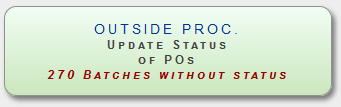 OUTSIDE PROC.
Update Status
of POs
270 Batches without status